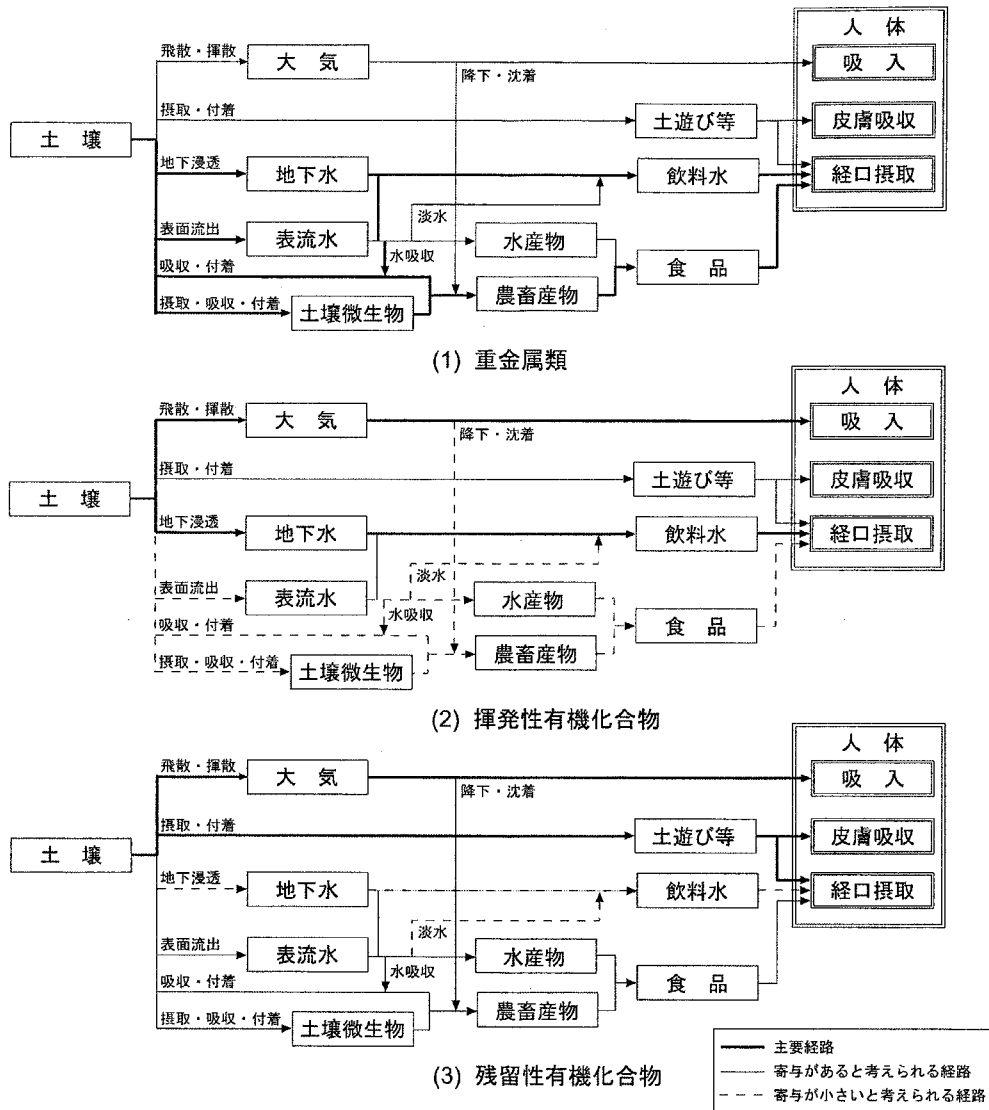 人 体
飛散・揮散
大 気
吸 入
降下・沈着
摂取・付着
土遊び等
皮膚吸収
土 壌
地下浸透
地下水
飲料水
経口摂取
淡水
表面流出
表流水
水産物
水吸収
食 品
吸収・付着
農畜産物
摂取・吸収・付着
土壌微生物
(1) 重金属類
人 体
飛散・揮散
大 気
吸 入
降下・沈着
摂取・付着
土遊び等
皮膚吸収
土 壌
地下浸透
地下水
飲料水
経口摂取
淡水
表面流出
表流水
水産物
水吸収
食 品
吸収・付着
農畜産物
摂取・吸収・付着
土壌微生物
(2) 揮発性有機化合物
人 体
飛散・揮散
大 気
吸 入
降下・沈着
摂取・付着
土遊び等
皮膚吸収
土 壌
地下浸透
地下水
飲料水
経口摂取
淡水
表面流出
表流水
水産物
水吸収
食 品
吸収・付着
農畜産物
摂取・吸収・付着
土壌微生物
(3) 残留性有機化合物
主要経路
寄与があると考えられる経路
寄与が小さいと考えられる経路